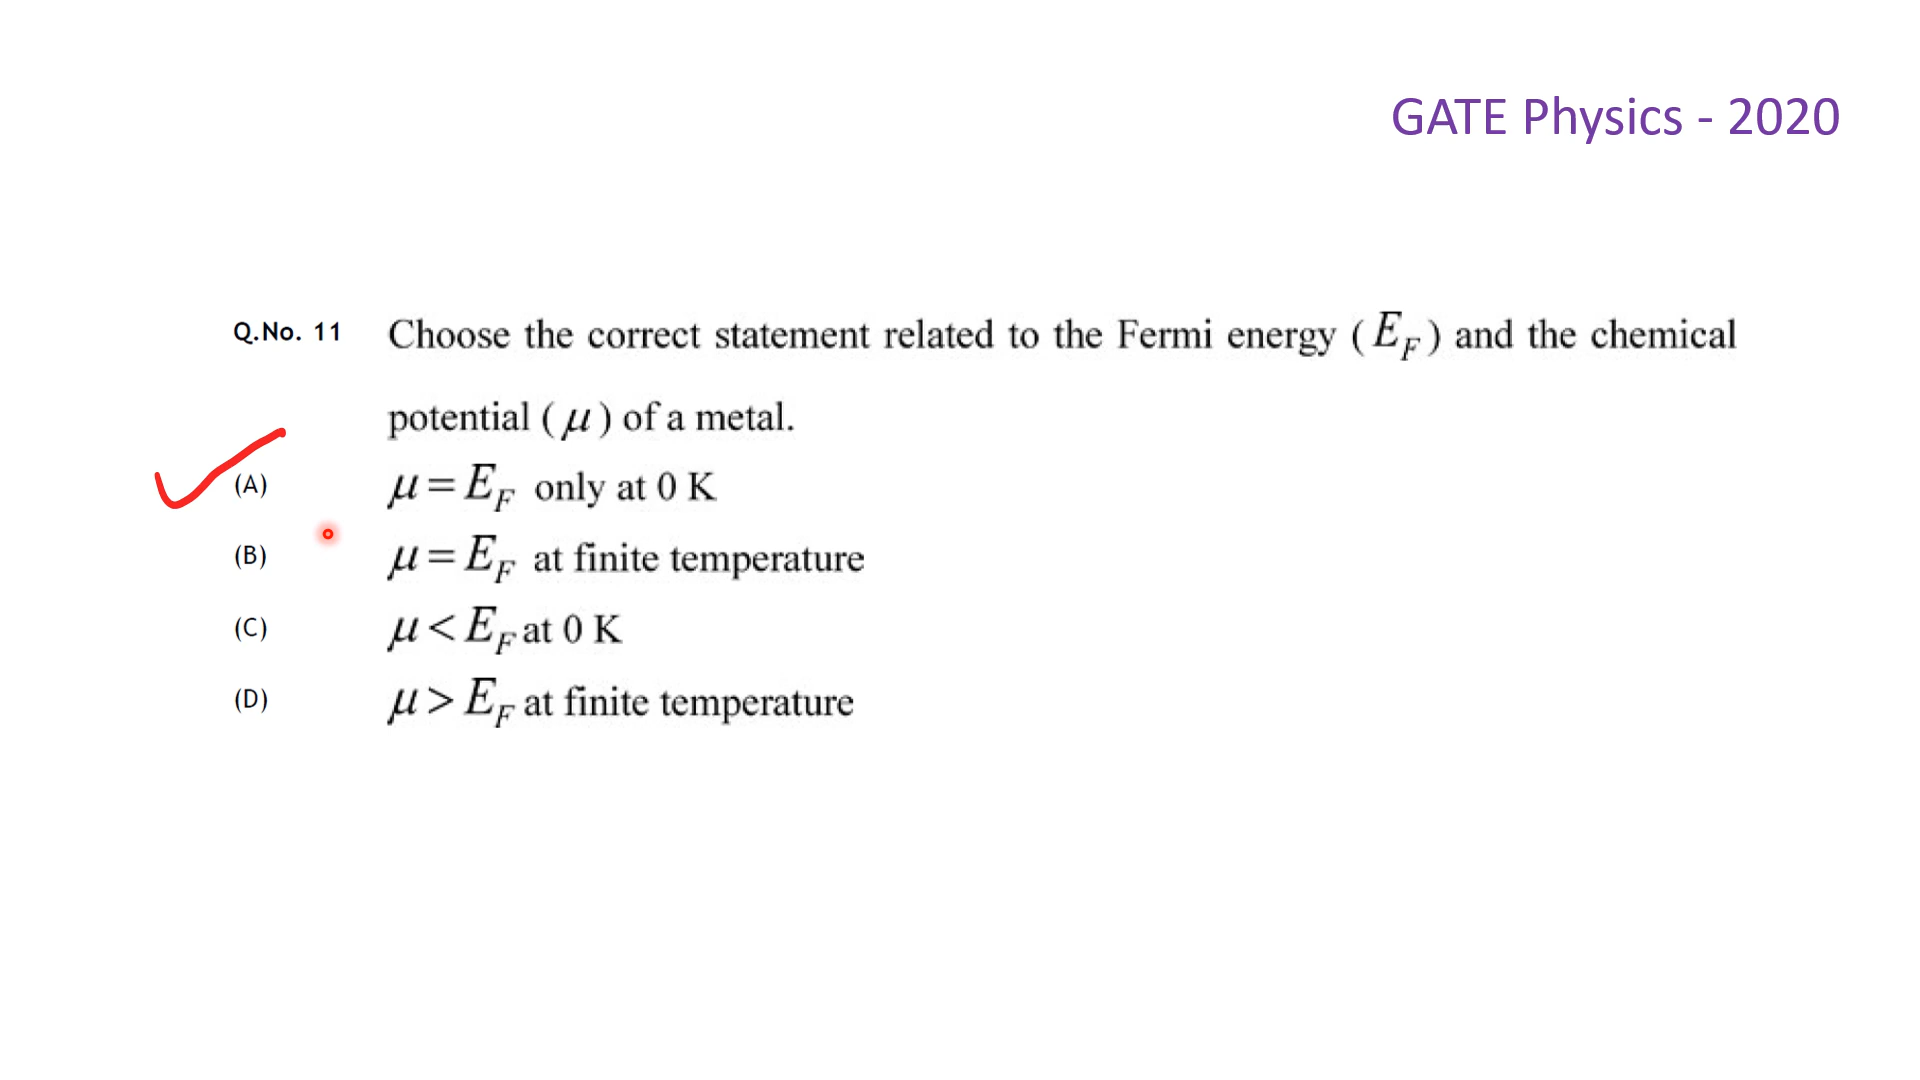 GATE Physics - 2020
Q.No. 11 Choose the correct statement related to the Fermi energy ( E_F ) and the chemical
potential ( μ ) of a metal.
(A) μ = E_F only at 0 K
(B) μ = E_F at finite temperature
(C) μ < E_F at 0 K
(D) μ > E_F at finite temperature